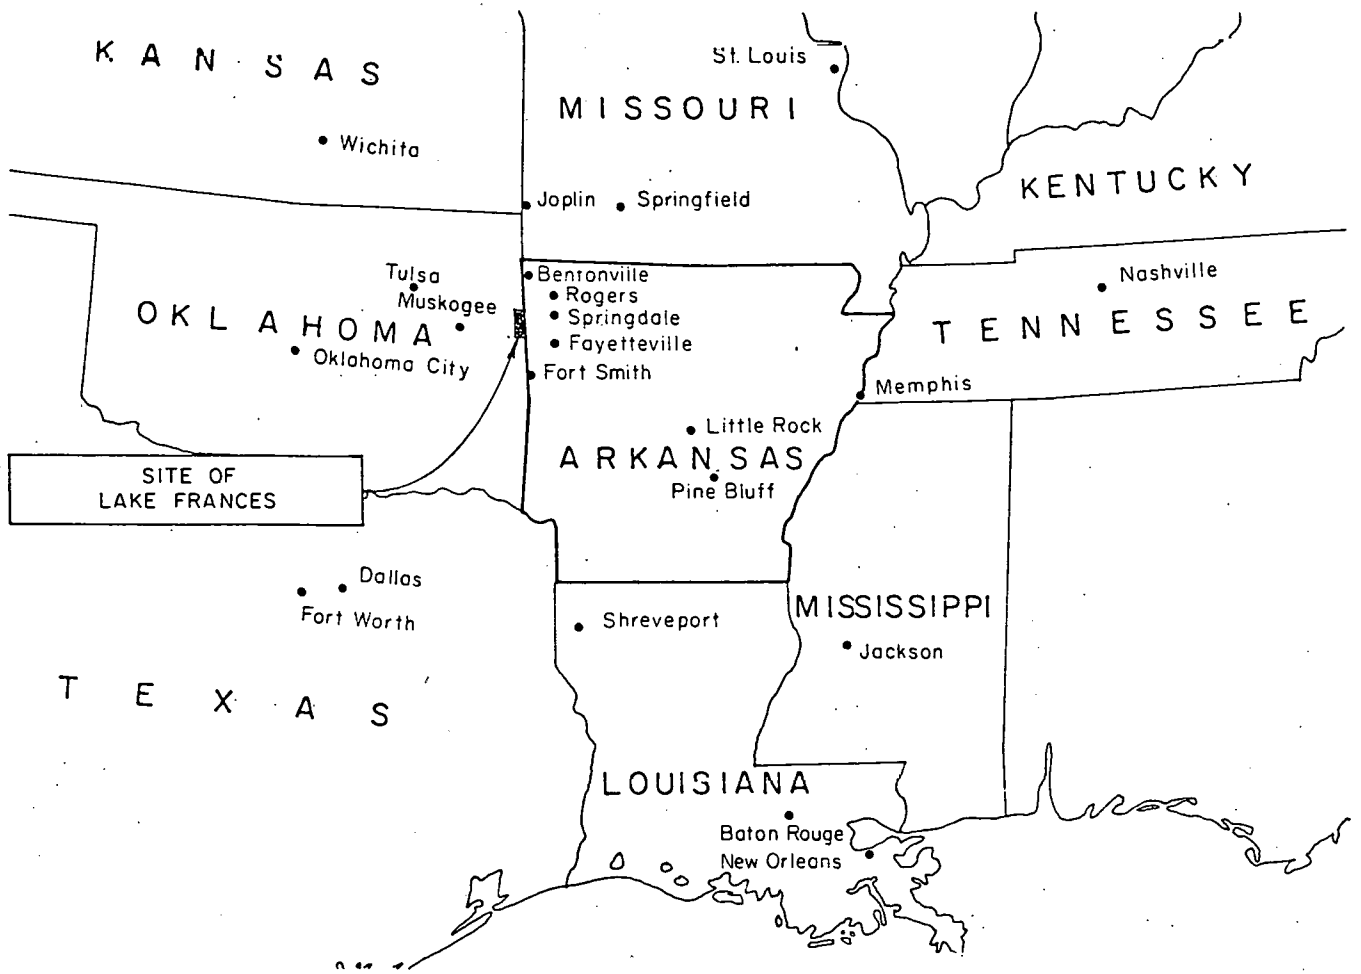 KANSAS
St. Louis
MISSOURI
Wichita
KENTUCKY
Joplin
Springfield
Tulsa
Bentonville
Nashville
Muskogee
Rogers
OKLAHOMA
Springdale
TENNESSEE
Oklahoma City
Fayetteville
Fort Smith
Memphis
Little Rock
ARKANSAS
SITE OF
LAKE FRANCES
Pine Bluff
Dallas
Fort Worth
MISSISSIPPI
Shreveport
Jackson
TEXAS
LOUISIANA
Baton Rouge
New Orleans